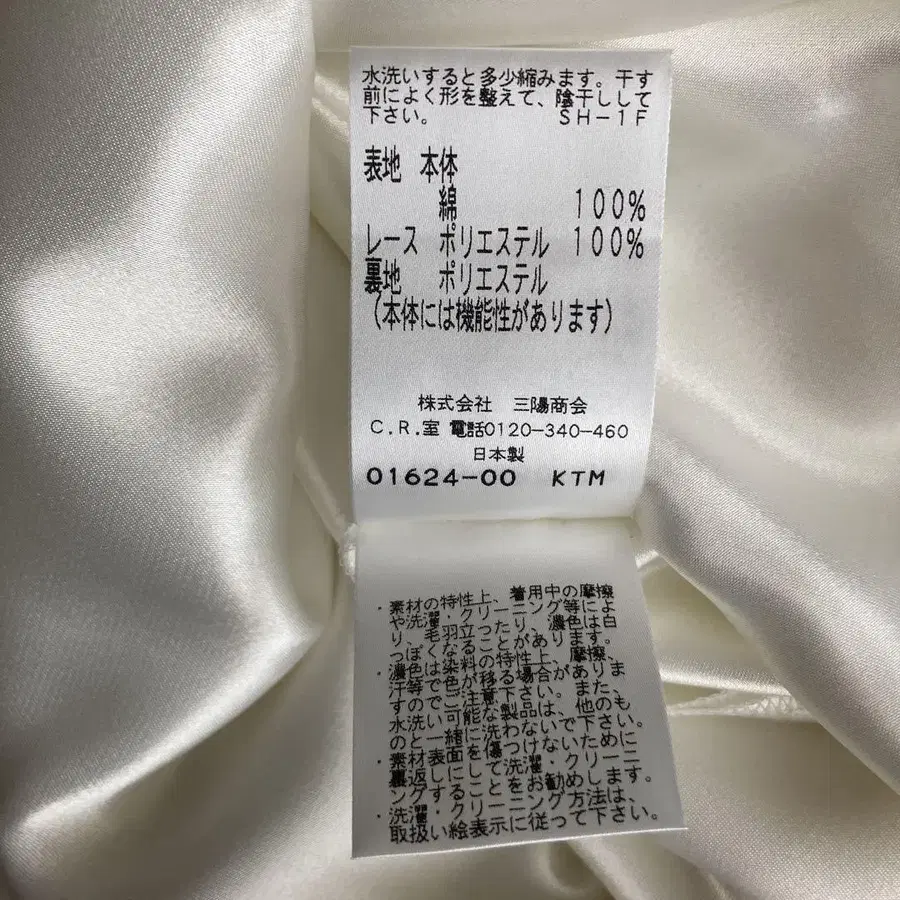 水洗いすると多少縮みます。干す
前によく形を整えて、陰干しして
下さい。 SH-1F
表地 本体
綿 100%
レース ポリエステル 100%
裏地 ポリエステル
(本体には機能性があります)
株式会社 三陽商会
C.R.室 電話0120-340-460
日本製
01624-00 KTM
・素材の特性上、着用中の摩擦
や洗濯・クリーニング等によ
り、毛羽立ったり、濃色は白
っぽくなることがあります。
・濃色は染料の特性上、摩擦、
汗等で色が移る場合がありま
すのでご注意下さい。また、
水洗い可能な製品は、他のも
のと一緒に洗わないで下さい。
・素材表面を傷つけないために
裏返しにして洗濯・クリーニ
ングすることをお勧めします。
・洗濯・クリーニング方法は、
取扱い絵表示に従って下さい。